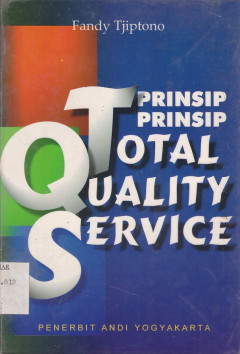 Fandy Tjiptono
PRINSIP
PRINSIP
TOTAL
QUALITY
SERVICE
PENERBIT ANDI YOGYAKARTA